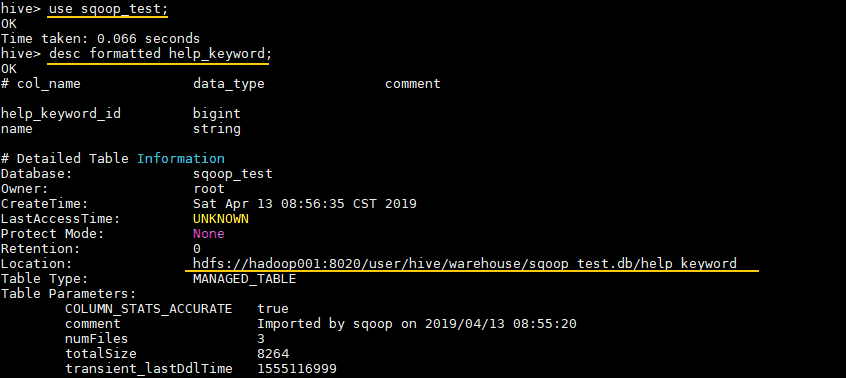 hive> use sqoop_test;
OK
Time taken: 0.066 seconds
hive> desc formatted help_keyword;
OK
# col_name data_type comment
help_keyword_id bigint
name string
# Detailed Table Information
Database: sqoop_test
Owner: root
CreateTime: Sat Apr 13 08:56:35 CST 2019
LastAccessTime: UNKNOWN
Protect Mode: None
Retention: 0
Location: hdfs://hadoop001:8020/user/hive/warehouse/sqoop_test.db/help_keyword
Table Type: MANAGED_TABLE
Table Parameters:
COLUMN_STATS_ACCURATE true
comment Imported by sqoop on 2019/04/13 08:55:20
numFiles 3
totalSize 8264
transient_lastDdlTime 1555116999